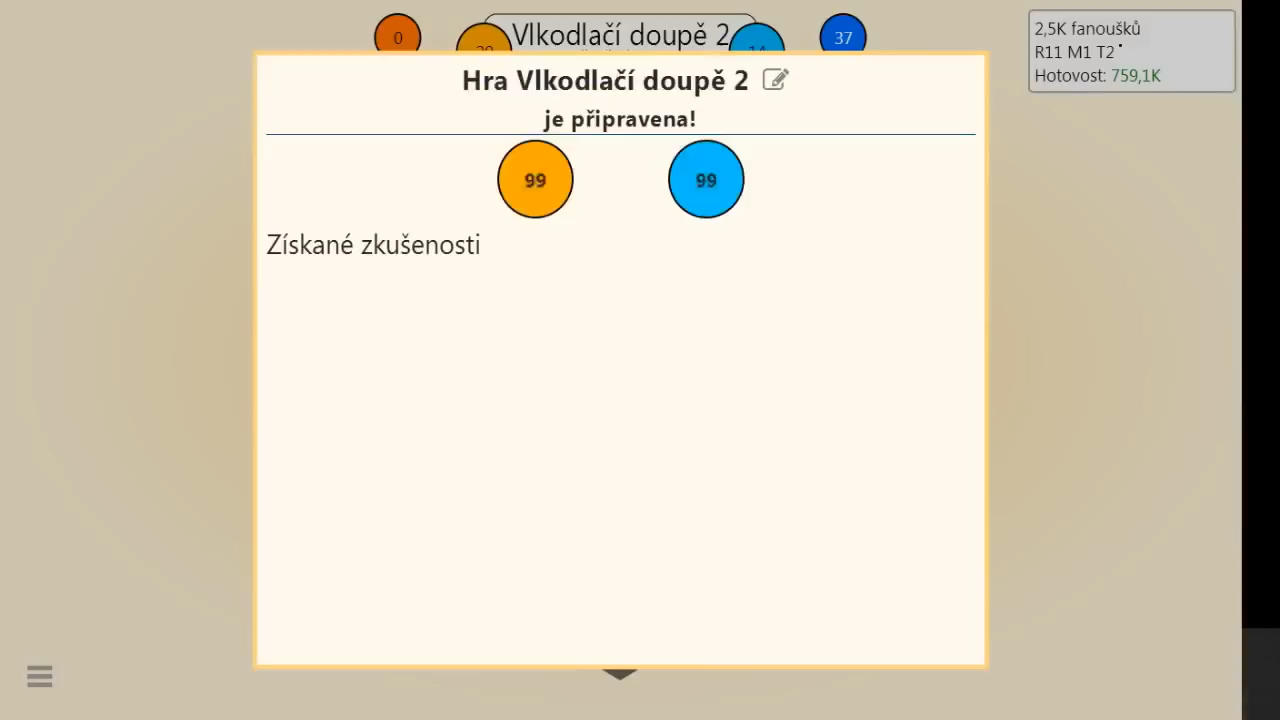 0
Vlkodlačí doupě 2
37
2,5K fanoušků
R11 M1 T2
Hotovost: 759,1K
Hra Vlkodlačí doupě 2
je připravena!
99
99
Získané zkušenosti